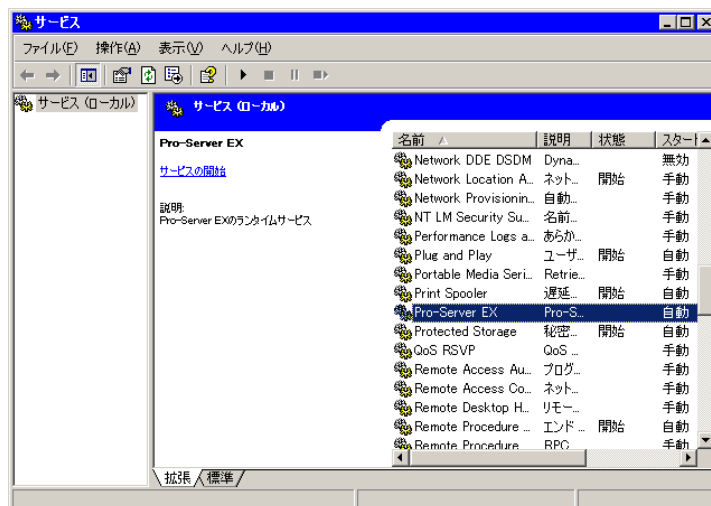 サービス
ファイル(F) 操作(A) 表示(V) ヘルプ(H)
サービス (ローカル)
サービス (ローカル)
Pro-Server EX
サービスの開始
説明:
Pro-Server EXのランタイムサービス
名前 説明 状態 スタート
Network DDE DSDM Dyna... 無効
Network Location A... ネット... 開始 手動
Network Provisionin... 自動... 手動
NT LM Security Su... 名前... 手動
Performance Logs a... あらか... 手動
Plug and Play ユーザ... 開始 自動
Portable Media Seri... Retrie... 手動
Print Spooler 遅延... 開始 自動
Pro-Server EX Pro-S... 自動
Protected Storage 秘密... 開始 自動
QoS RSVP QoS ... 手動
Remote Access Au... プログ... 手動
Remote Access Co... ネット... 手動
Remote Desktop H... リモー... 手動
Remote Procedure ... エンド... 開始 自動
Remote Procedure RPC 手動
拡張 標準